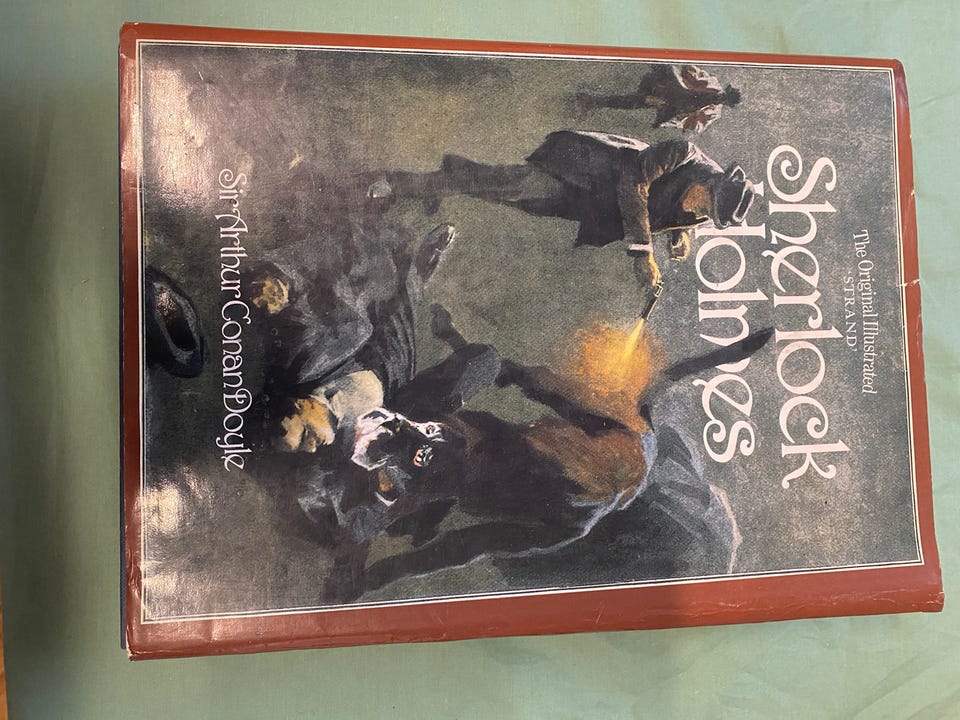 The Original Illustrated
'STRAND'
Sherlock
Holmes
Sir Arthur Conan Doyle